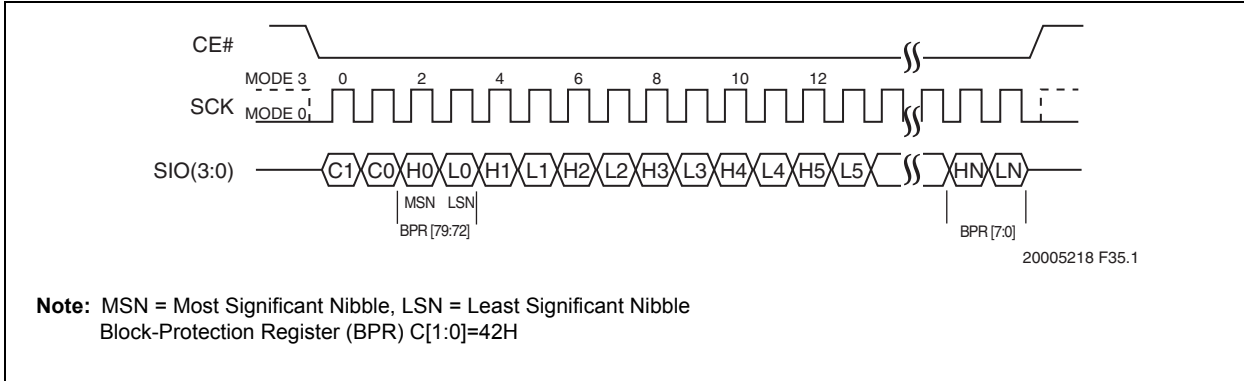 CE#
MODE 3 0 2 4 6 8 10 12
SCK MODE 0
SIO(3:0) C1 C0 H0 L0 H1 L1 H2 L2 H3 L3 H4 L4 H5 L5 HN LN
MSN LSN
BPR [79:72] BPR [7:0]
20005218 F35.1
Note: MSN = Most Significant Nibble, LSN = Least Significant Nibble
Block-Protection Register (BPR) C[1:0]=42H